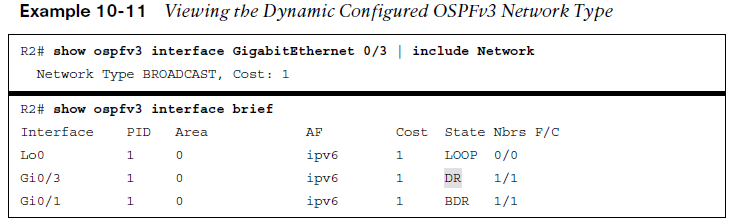 Example 10-11 Viewing the Dynamic Configured OSPFv3 Network Type
R2# show ospfv3 interface GigabitEthernet 0/3 | include Network
Network Type BROADCAST, Cost: 1
R2# show ospfv3 interface brief
Interface PID Area AF Cost State Nbrs F/C
Lo0 1 0 ipv6 1 LOOP 0/0
Gi0/3 1 0 ipv6 1 DR 1/1
Gi0/1 1 0 ipv6 1 BDR 1/1